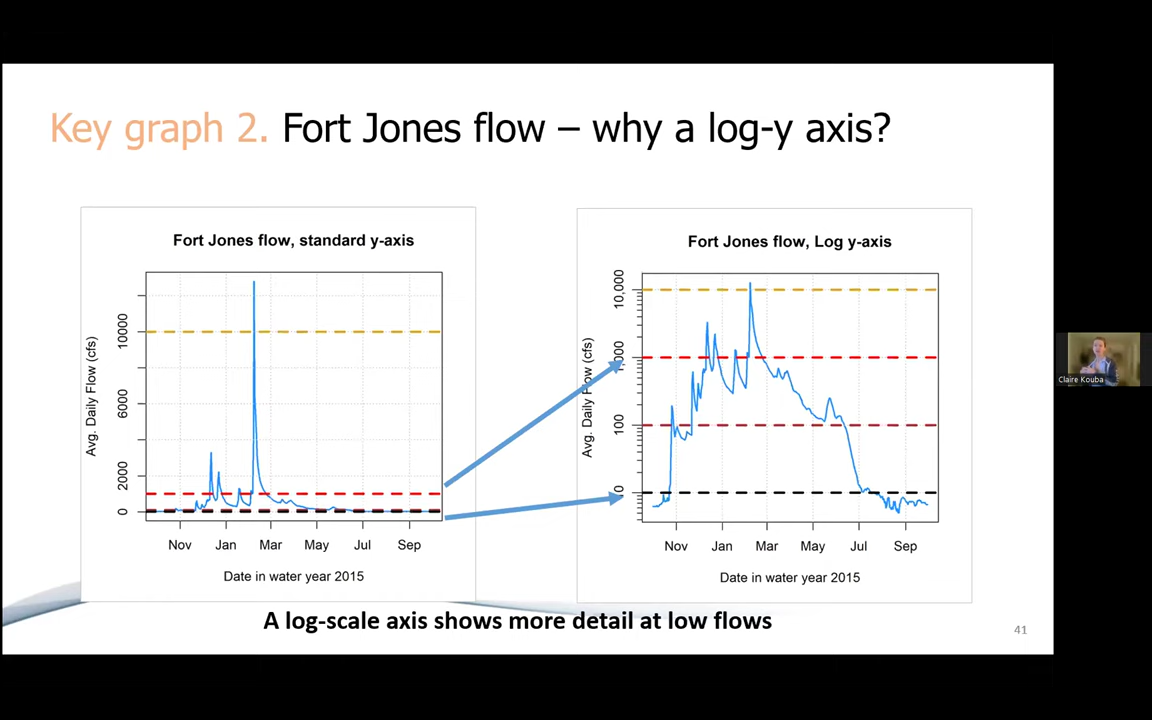 Key graph 2. Fort Jones flow – why a log-y axis?
Fort Jones flow, standard y-axis
Avg. Daily Flow (cfs)
10000
6000
2000
0
Nov Jan Mar May Jul Sep
Date in water year 2015
Fort Jones flow, Log y-axis
Avg. Daily Flow (cfs)
10,000
100
Nov Jan Mar May Jul Sep
Date in water year 2015
A log-scale axis shows more detail at low flows
41
Claire Kouba